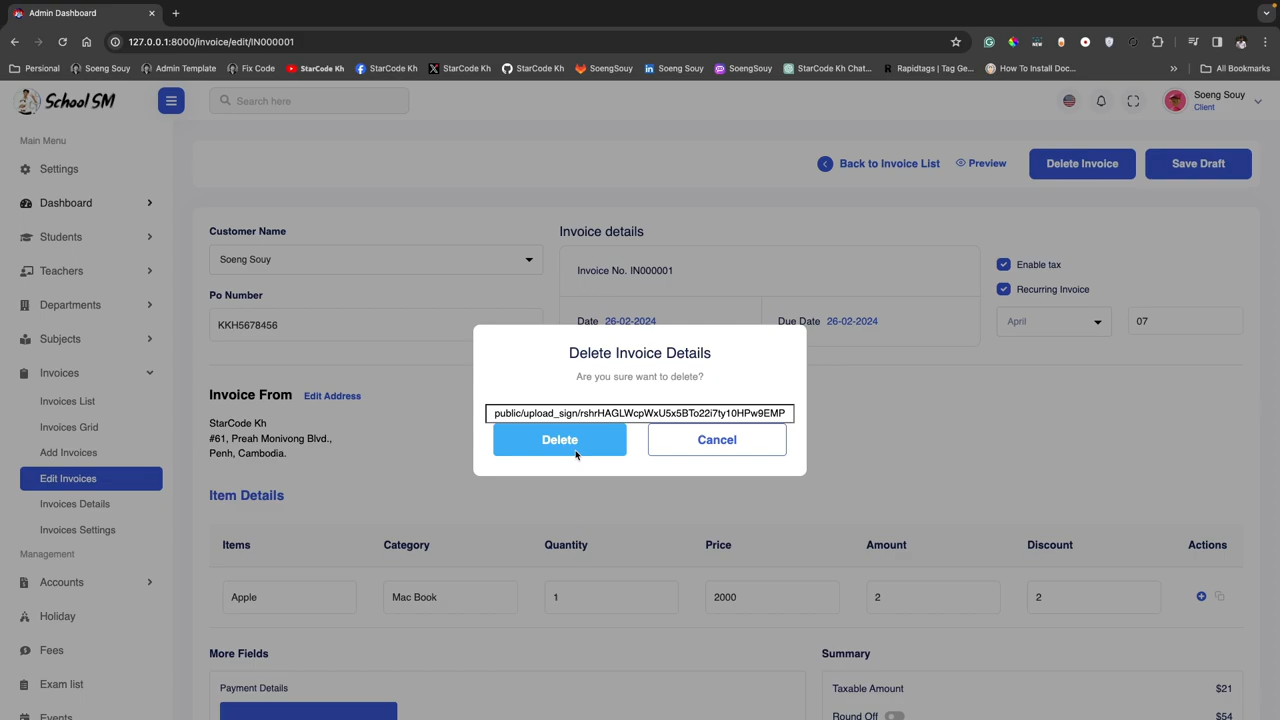 Admin Dashboard
127.0.0.1:8000/invoice/edit/IN000001
Personal
Soeng Souy
Admin Template
Fix Code
StarCode Kh
StarCode Kh
StarCode Kh
StarCode Kh
SoengSouy
Soeng Souy
SoengSouy
StarCode Kh Chat...
Rapidtags | Tag Ge...
How To Install Doc...
All Bookmarks
School SM
Search here
Soeng Souy
Client
Main Menu
Settings
Dashboard
Students
Teachers
Departments
Subjects
Invoices
Invoices List
Invoices Grid
Add Invoices
Edit Invoices
Invoices Details
Invoices Settings
Management
Accounts
Holiday
Fees
Exam list
Events
Back to Invoice List
Preview
Delete Invoice
Save Draft
Customer Name
Soeng Souy
Po Number
KKH5678456
Invoice details
Invoice No. IN000001
Date 26-02-2024
Due Date 26-02-2024
Enable tax
Recurring Invoice
April
07
Delete Invoice Details
Are you sure want to delete?
public/upload_sign/rshrHAGLWcpWxU5x5BTo22i7ty10HPw9EMP
Delete
Cancel
Invoice From
Edit Address
StarCode Kh
#61, Preah Monivong Blvd.,
Penh, Cambodia.
Item Details
Items Category Quantity Price Amount Discount Actions
Apple Mac Book 1 2000 2 2
More Fields
Payment Details
Summary
Taxable Amount $21
Round Off $54